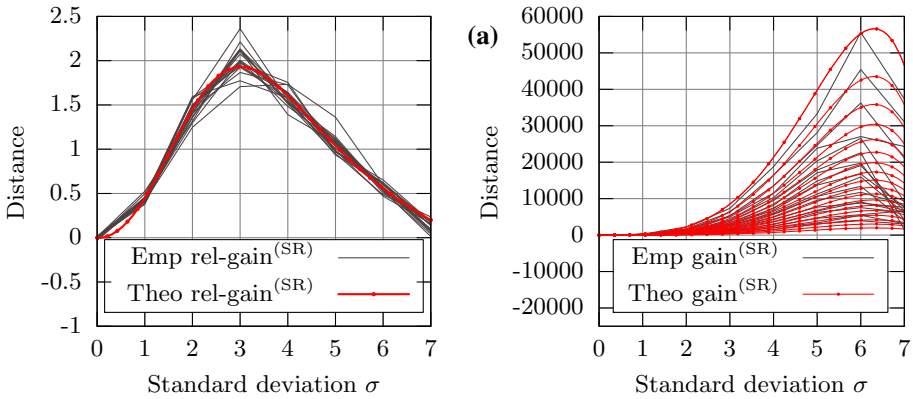 2.5
2
1.5
1
0.5
0
-0.5
-1
Distance
Emp rel-gain(SR)
Theo rel-gain(SR)
0 1 2 3 4 5 6 7
Standard deviation σ
(a)
60000
50000
40000
30000
20000
10000
0
-10000
-20000
Distance
Emp gain(SR)
Theo gain(SR)
0 1 2 3 4 5 6 7
Standard deviation σ